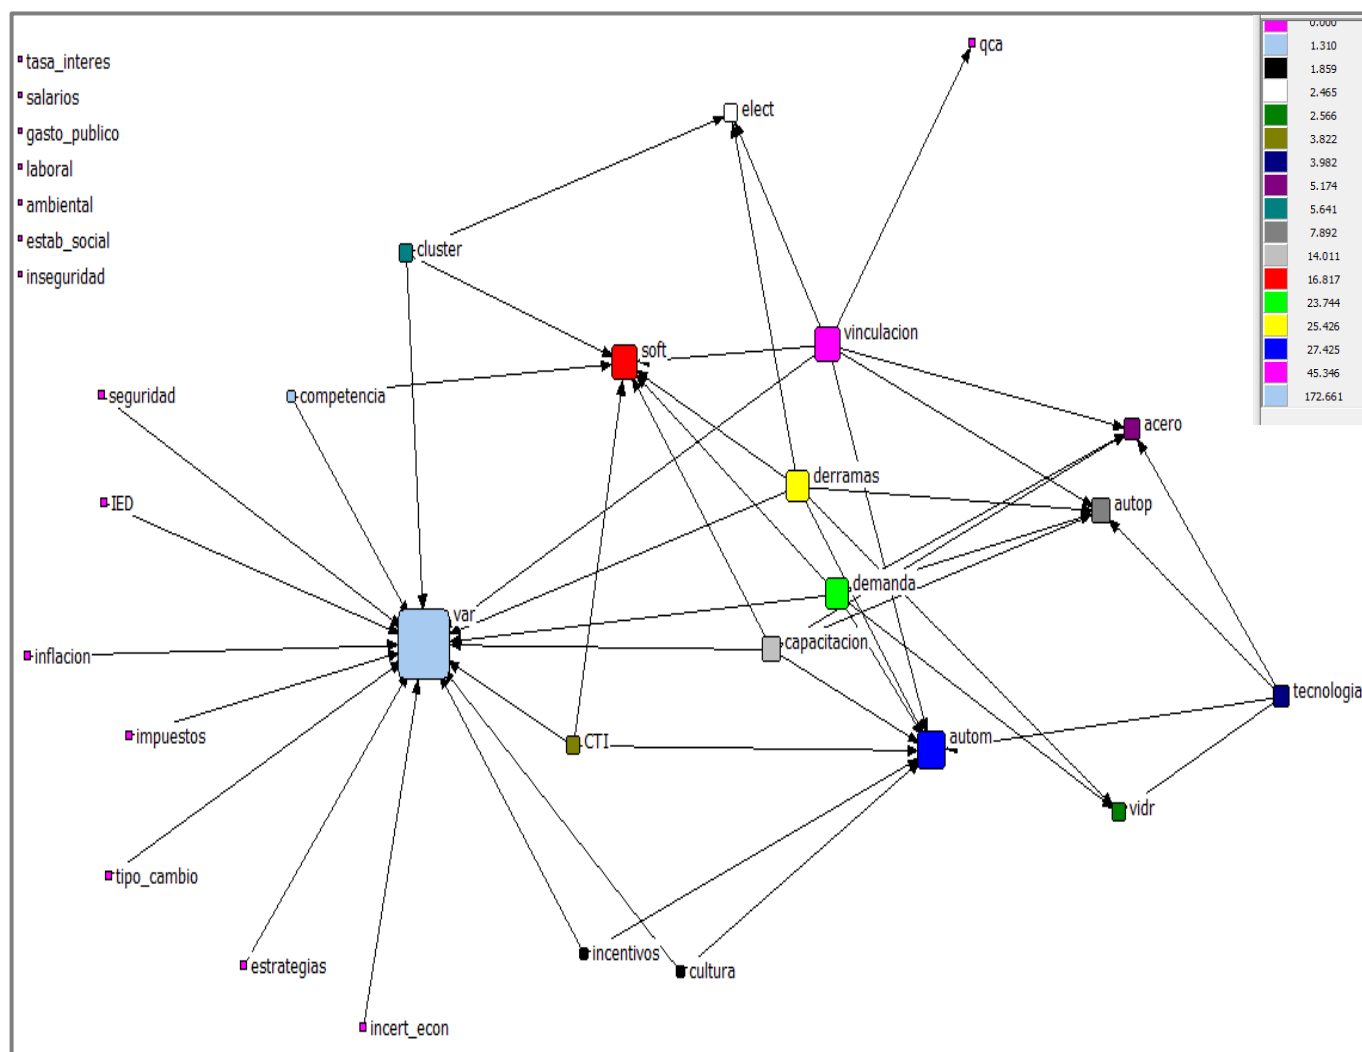 tasa_interes
salarios
gasto_publico
laboral
ambiental
estab_social
inseguridad
qca
elect
cluster
vinculacion
soft
seguridad
competencia
acero
derramas
IED
autop
demanda
var
capacitacion
inflacion
tecnologia
impuestos
CTI
autom
vidr
tipo_cambio
incentivos
estrategias
cultura
incert_econ
0.000
1.310
1.859
2.465
2.566
3.822
3.982
5.174
5.641
7.892
14.011
16.817
23.744
25.426
27.425
45.346
172.661